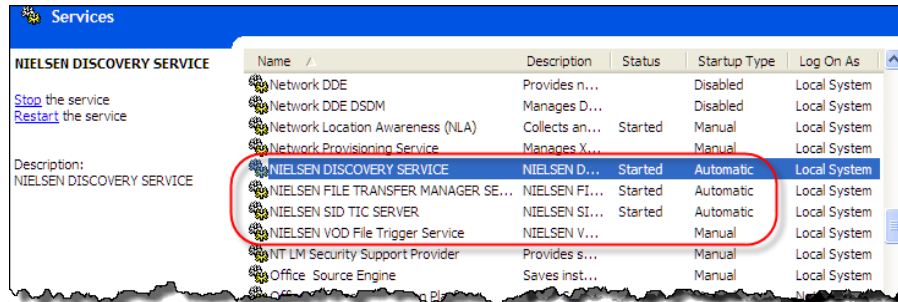 Services
NIELSEN DISCOVERY SERVICE
Stop the service
Restart the service
Description:
NIELSEN DISCOVERY SERVICE
Name Description Status Startup Type Log On As
Network DDE Provides n... Disabled Local System
Network DDE DSDM Manages D... Disabled Local System
Network Location Awareness (NLA) Collects an... Started Manual Local System
Network Provisioning Service Manages X... Manual Local System
NIELSEN DISCOVERY SERVICE NIELSEN D... Started Automatic Local System
NIELSEN FILE TRANSFER MANAGER SE... NIELSEN FI... Started Automatic Local System
NIELSEN SID TIC SERVER NIELSEN SI... Started Automatic Local System
NIELSEN VOD File Trigger Service NIELSEN V... Manual Local System
NT LM Security Support Provider Provides s... Manual Local System
Office Source Engine Saves inst... Manual Local System